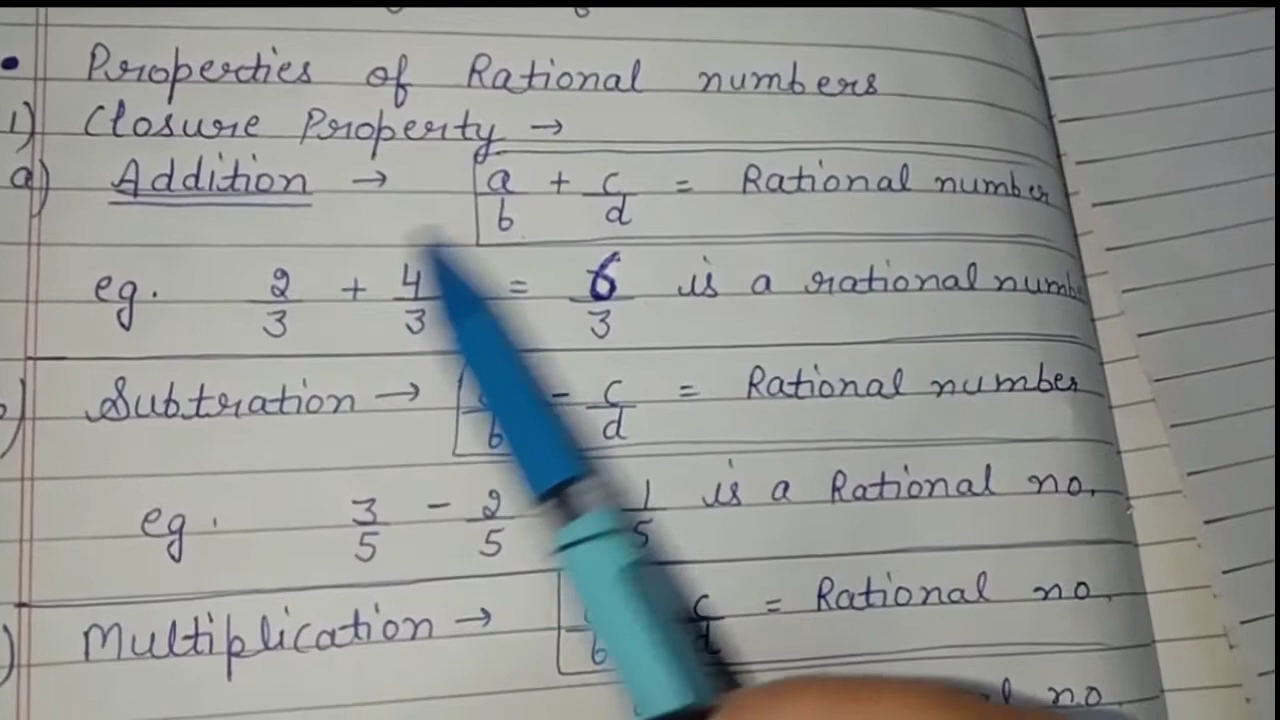 • Properties of Rational numbers
1) Closure Property →
a) Addition → a/b + c/d = Rational number
eg. 2/3 + 4/3 = 6/3 is a rational
Subtration → - c/d = Rational number
eg. 3/5 - 2/5 1/5 is a Rational no.
Multiplication → c/d = Rational no.
no.